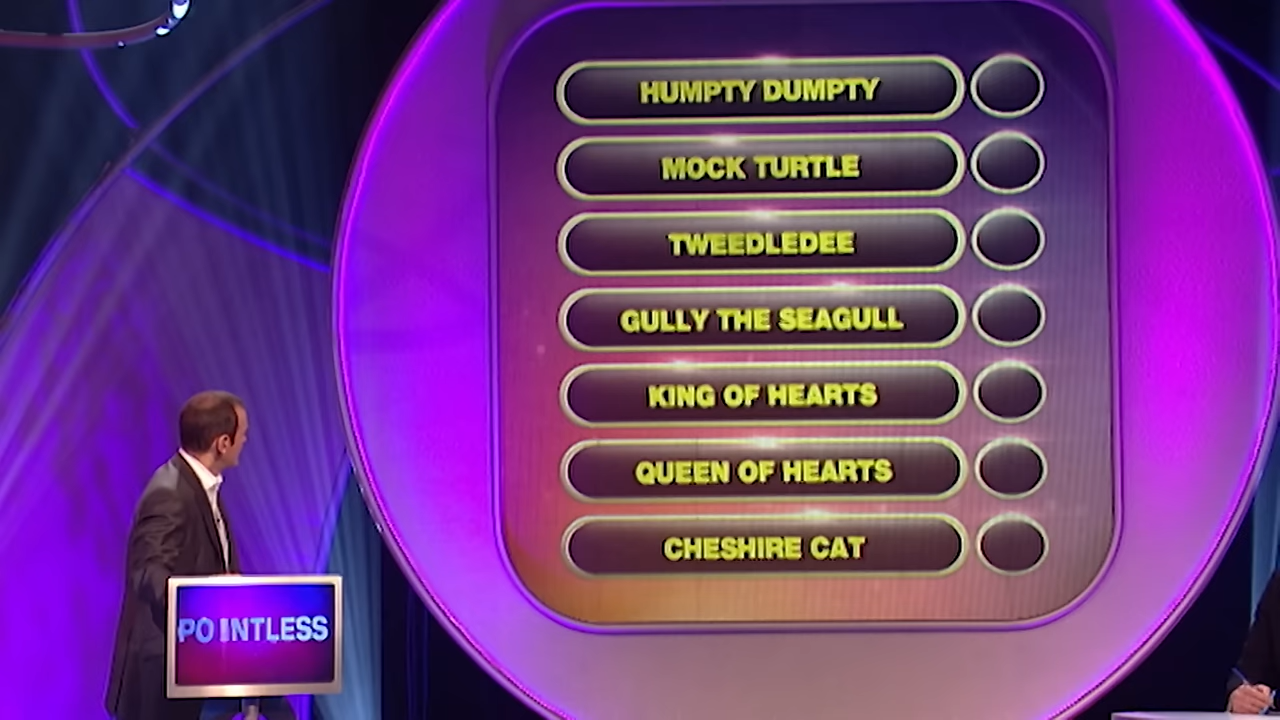 HUMPTY DUMPTY
MOCK TURTLE
TWEEDLEDEE
GULLY THE SEAGULL
KING OF HEARTS
QUEEN OF HEARTS
CHESHIRE CAT
POINTLESS